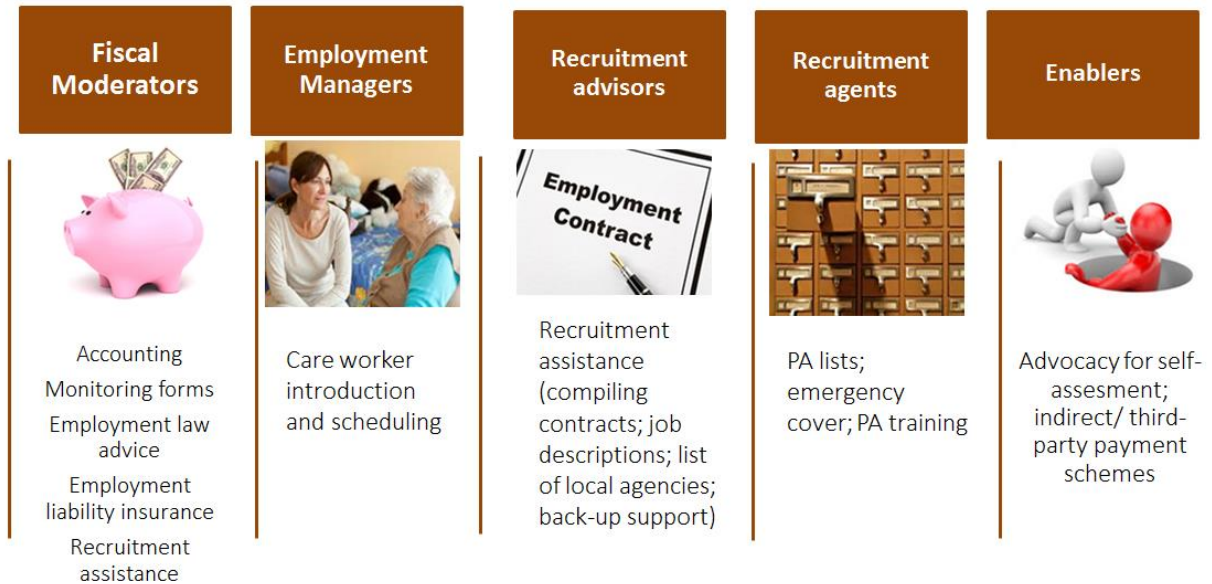 Fiscal
Moderators
Employment
Managers
Recruitment
advisors
Recruitment
agents
Enablers
Employment
Contract
Accounting
Monitoring forms
Employment law
advice
Employment
liability insurance
Recruitment
assistance
Care worker
introduction
and scheduling
Recruitment
assistance
(compiling
contracts; job
descriptions; list
of local agencies;
back-up support)
PA lists;
emergency
cover; PA training
Advocacy for self-
assesment;
indirect/ third-
party payment
schemes